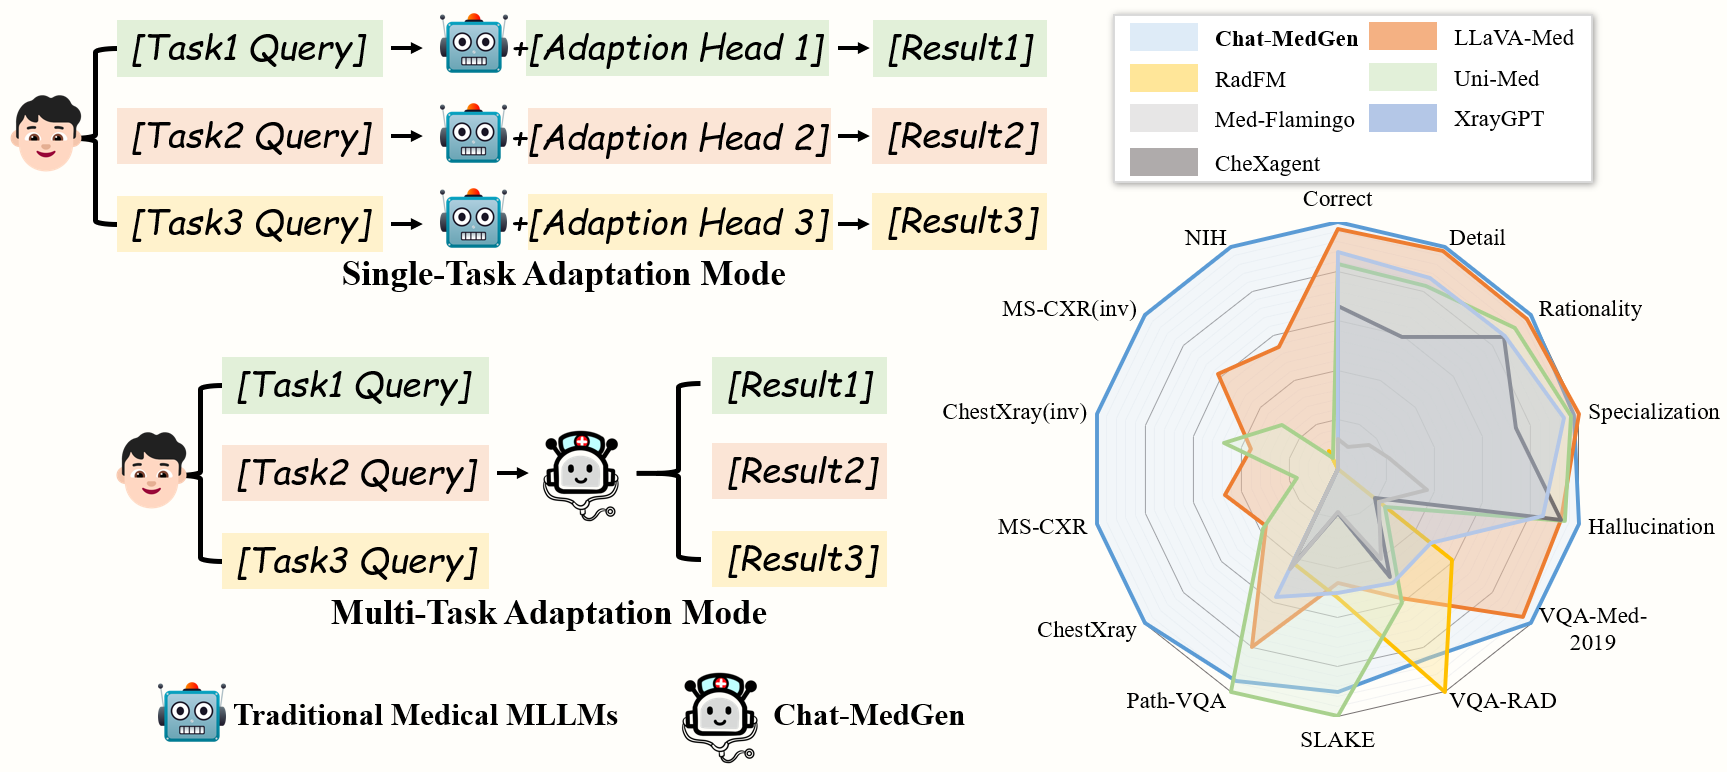 [Task1 Query] +[Adaption Head 1] [Result1]
[Task2 Query] +[Adaption Head 2] [Result2]
[Task3 Query] +[Adaption Head 3] [Result3]
Single-Task Adaptation Mode
[Task1 Query] [Result1]
[Task2 Query] [Result2]
[Task3 Query] [Result3]
Multi-Task Adaptation Mode
Traditional Medical MLLMs
Chat-MedGen
Chat-MedGen LLaVA-Med
RadFM Uni-Med
Med-Flamingo XrayGPT
CheXagent
Correct
NIH Detail
MS-CXR(inv) Rationality
ChestXray(inv) Specialization
MS-CXR Hallucination
ChestXray VQA-Med-
2019
Path-VQA VQA-RAD
SLAKE